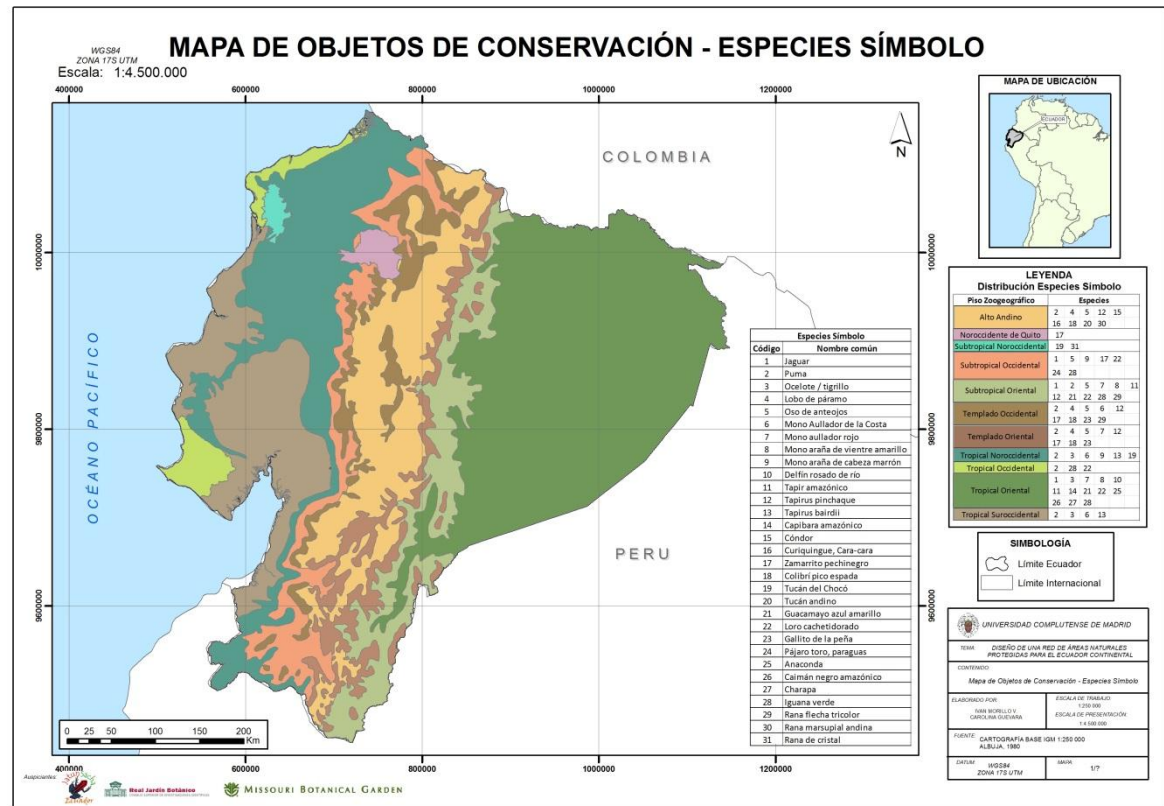 MAPA DE OBJETOS DE CONSERVACIÓN - ESPECIES SÍMBOLO
WGS84
ZONA 17S UTM
Escala: 1:4.500.000
400000 600000 800000 1000000 1200000
COLOMBIA
N
PERU
OCÉANO PACÍFICO
10000000
9800000
9600000
10000000
9800000
9600000
0 25 50 100 150 200
Km
400000 600000 800000 1000000 1200000
Especies Símbolo
Código Nombre común
1 Jaguar
2 Puma
3 Ocelote / tigrillo
4 Lobo de páramo
5 Oso de anteojos
6 Mono Aullador de la Costa
7 Mono aullador rojo
8 Mono araña de vientre amarillo
9 Mono araña de cabeza marrón
10 Delfín rosado de río
11 Tapir amazónico
12 Tapirus pinchaque
13 Tapirus bairdii
14 Capibara amazónico
15 Cóndor
16 Curiquingue, Cara-cara
17 Zamarrito pechinegro
18 Colibrí pico espada
19 Tucán del Chocó
20 Tucán andino
21 Guacamayo azul amarillo
22 Loro cachetidorado
23 Gallito de la peña
24 Pájaro toro, paraguas
25 Anaconda
26 Caimán negro amazónico
27 Charapa
28 Iguana verde
29 Rana flecha tricolor
30 Rana marsupial andina
31 Rana de cristal
MAPA DE UBICACIÓN
ECUADOR
LEYENDA
Distribución Especies Símbolo
Piso Zoogeográfico Especies
Alto Andino 2 4 5 12 15
16 18 20 30
Noroccidente de Quito 17
Subtropical Noroccidental 19 31
Subtropical Occidental 1 5 9 17 22
24 28
Subtropical Oriental 1 2 5 7 8 11
12 21 22 28 29
Templado Occidental 2 4 5 6 12
17 18 23 29
Templado Oriental 2 4 5 7 12
17 18 23
Tropical Noroccidental 2 3 6 9 13 19
Tropical Occidental 2 28 22
Tropical Oriental 1 3 7 8 10
11 14 21 22 25
26 27 28
Tropical Suroccidental 2 3 6 13
SIMBOLOGÍA
Límite Ecuador
Límite Internacional
UNIVERSIDAD COMPLUTENSE DE MADRID
TEMA: DISEÑO DE UNA RED DE ÁREAS NATURALES
PROTEGIDAS PARA EL ECUADOR CONTINENTAL
CONTENIDO:
Mapa de Objetos de Conservación - Especies Símbolo
ELABORADO POR:
IVÁN MORILLO V.
CAROLINA GUEVARA
ESCALA DE TRABAJO:
1:250 000
ESCALA DE PRESENTACIÓN:
1:4 500 000
FUENTE: CARTOGRAFÍA BASE IGM 1:250 000
ALBUJA, 1980
DATUM: WGS84
ZONA 17S UTM
MAPA: 1/?
Auspiciantes:
Jatun Sacha
Ecuador
Real Jardín Botánico
MISSOURI BOTANICAL GARDEN